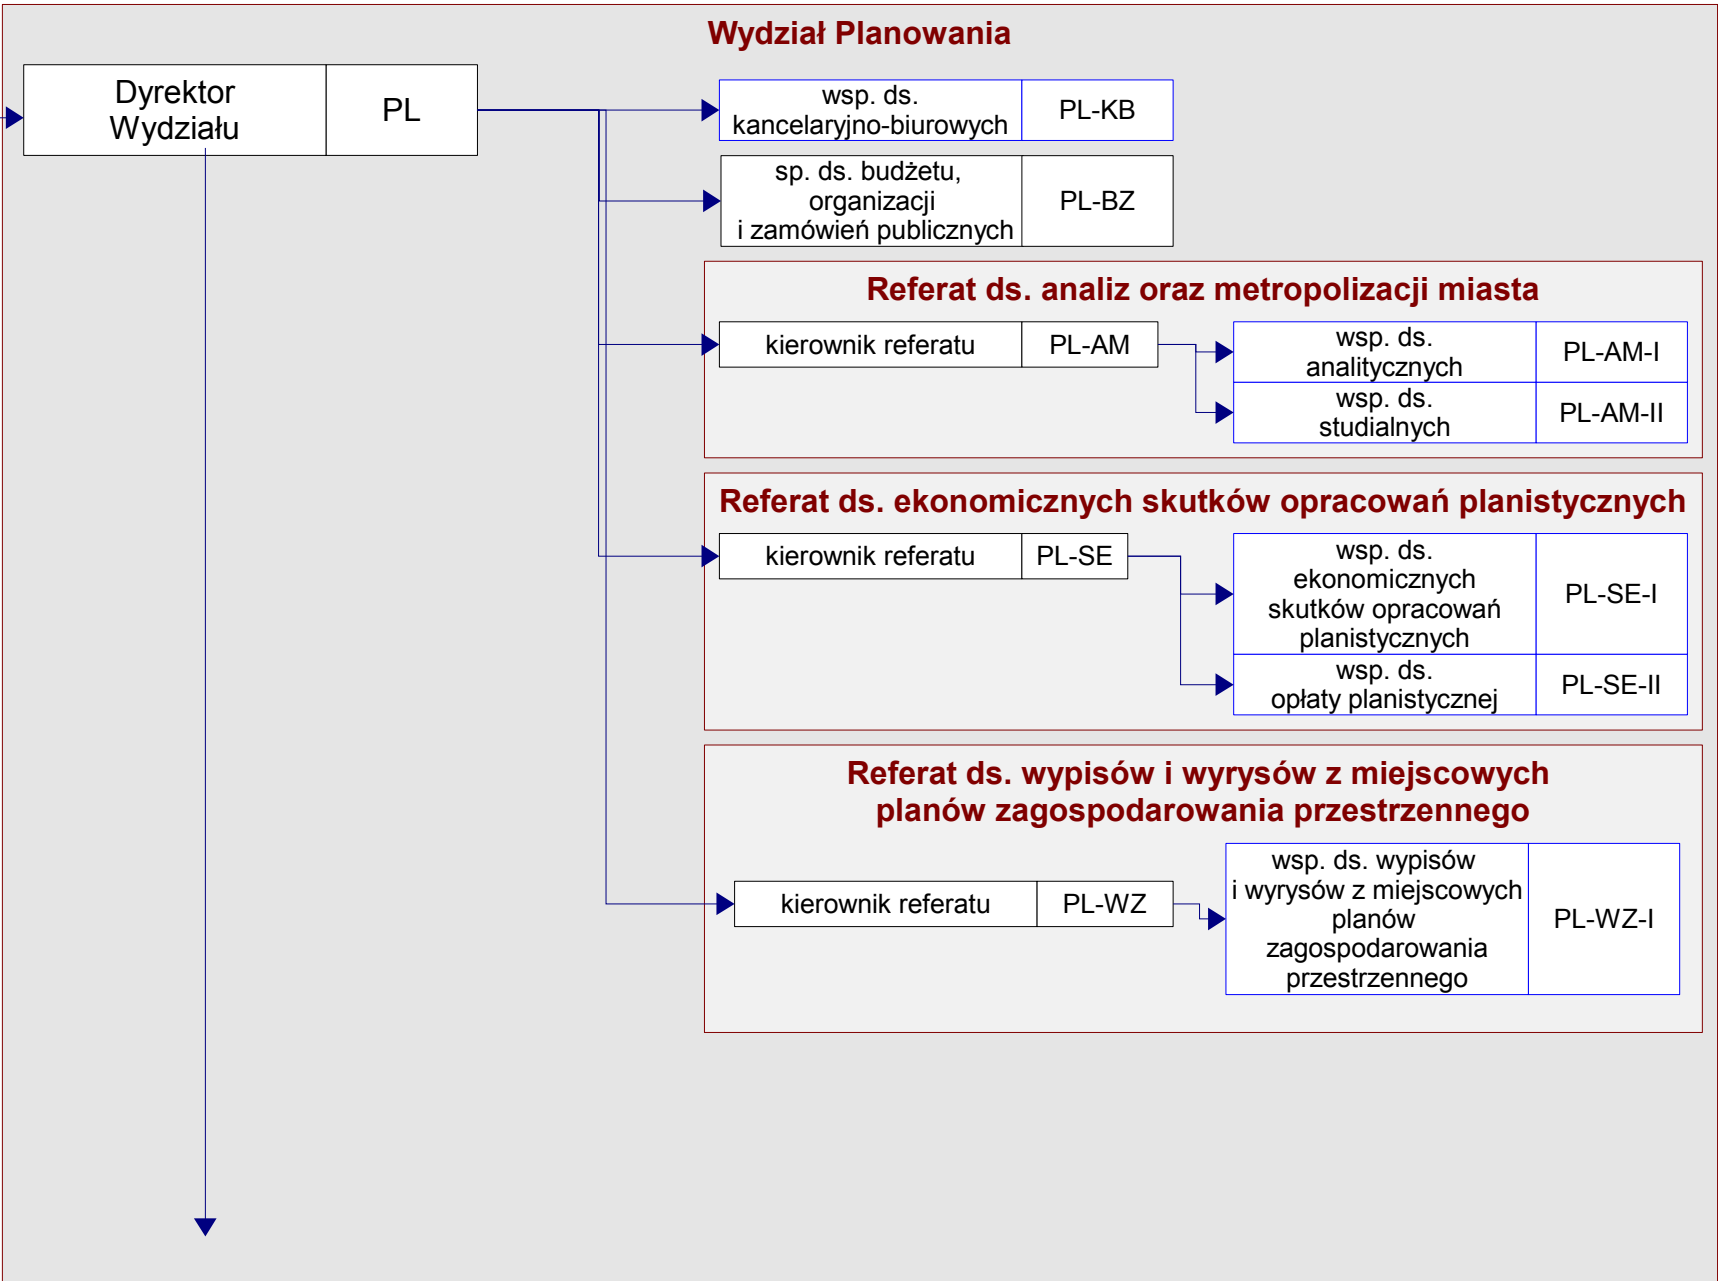 Wydział Planowania
Dyrektor
Wydziału
PL
wsp. ds.
kancelaryjno-biurowych
PL-KB
sp. ds. budżetu,
organizacji
i zamówień publicznych
PL-BZ
Referat ds. analiz oraz metropolizacji miasta
kierownik referatu
PL-AM
wsp. ds.
analitycznych
PL-AM-I
wsp. ds.
studialnych
PL-AM-II
Referat ds. ekonomicznych skutków opracowań planistycznych
kierownik referatu
PL-SE
wsp. ds.
ekonomicznych
skutków opracowań
planistycznych
PL-SE-I
wsp. ds.
opłaty planistycznej
PL-SE-II
Referat ds. wypisów i wyrysów z miejscowych
planów zagospodarowania przestrzennego
kierownik referatu
PL-WZ
wsp. ds. wypisów
i wyrysów z miejscowych
planów
zagospodarowania
przestrzennego
PL-WZ-I